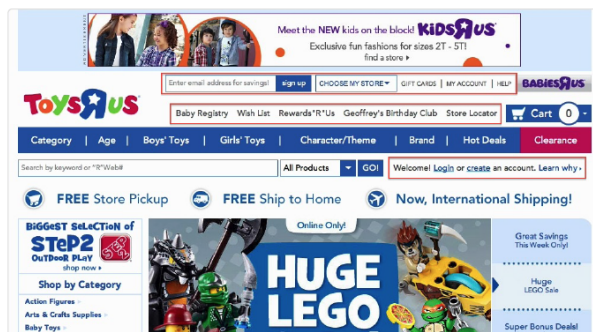 ADVERTISEMENT
Meet the NEW kids on the block! KiDSRUS
Exclusive fun fashions for sizes 2T - 5T!
find a store
Enter email address for savings! sign up CHOOSE MY STORE GIFT CARDS | MY ACCOUNT | HELP BABIESRUS
ToysRus
Baby Registry Wish List Rewards"R"Us Geoffrey's Birthday Club Store Locator Cart 0
Category | Age | Boys' Toys | Girls' Toys | Character/Theme | Brand | Hot Deals Clearance
Search by keyword or "R"Web# All Products GO! Welcome! Login or create an account. Learn why
FREE Store Pickup FREE Ship to Home Now, International Shipping!
BiGGeST SeLeCTioN of
STeP2
OuTDooR PLaY
STEP2
shop now
Shop by Category
Action Figures
Arts & Crafts Supplies
Baby Toys
Online Only!
HUGE
LEGO
Great Savings
This Week Only!
Huge
LEGO Sale
Super Bonus Deals!